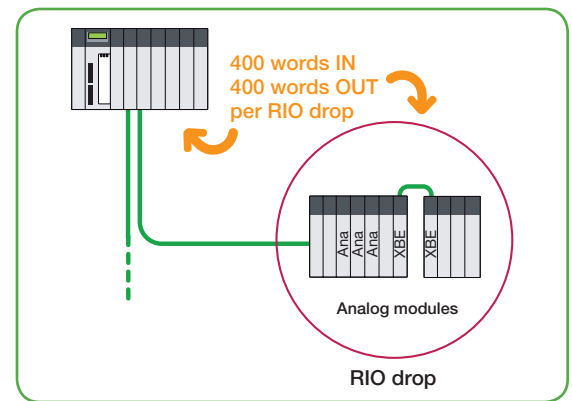 400 words IN
400 words OUT
per RIO drop
Ana
Ana
Ana
XBE
XBE
Analog modules
RIO drop